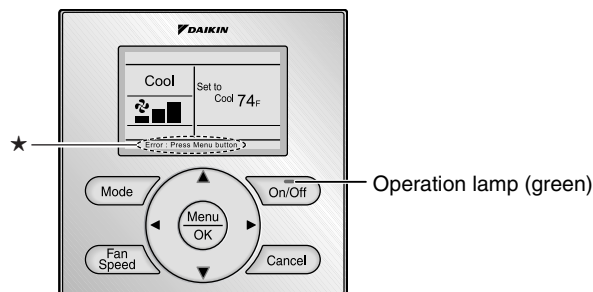 DAIKIN
Cool
Set to
Cool 74F
★
Error : Press Menu button
Mode
On/Off
Operation lamp (green)
Menu
OK
Fan
Speed
Cancel